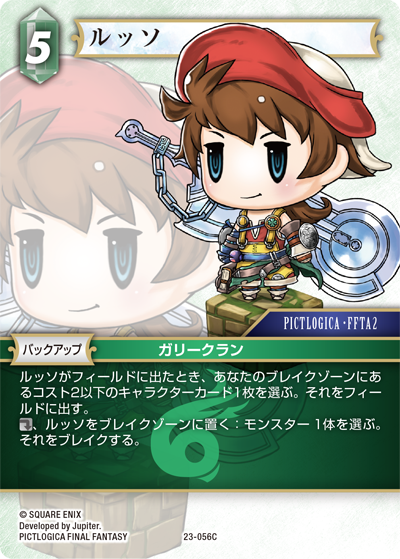 5
ルッソ
PICTLOGICA・FFTA2
バックアップ
ガリークラン
ルッソがフィールドに出たとき、あなたのブレイクゾーンにあ
るコスト2以下のキャラクターカード1枚を選ぶ。それをフィー
ルドに出す。
、ルッソをブレイクゾーンに置く：モンスター 1体を選ぶ。
それをブレイクする。
© SQUARE ENIX
Developed by Jupiter.
PICTLOGICA FINAL FANTASY
23-056C